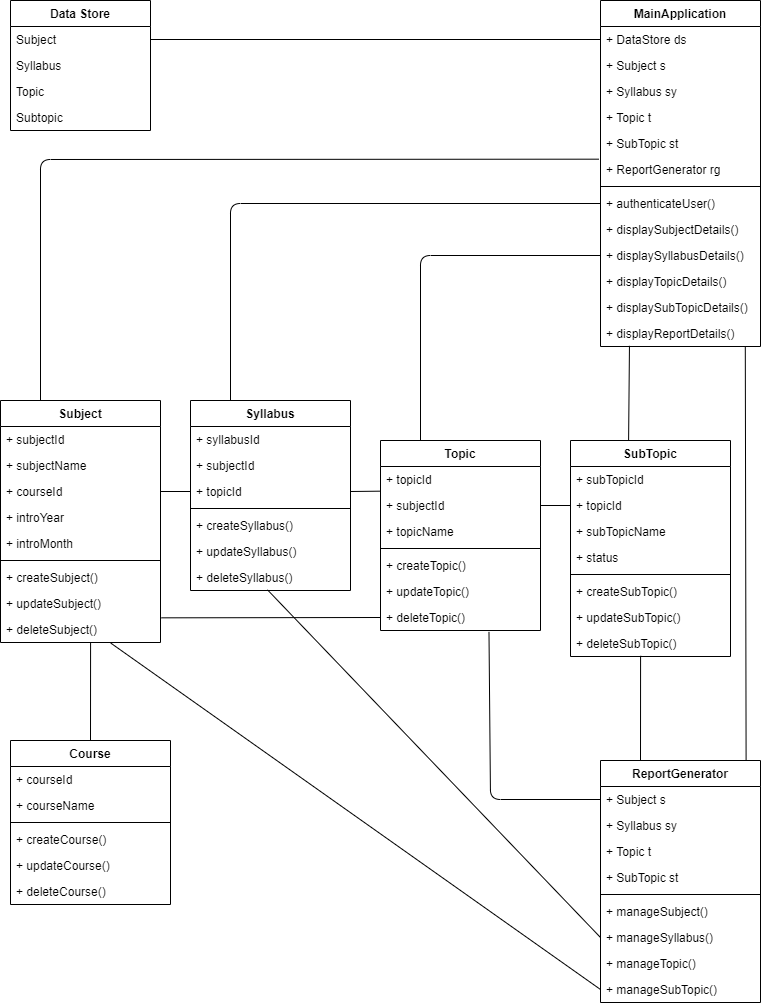 Data Store
Subject
Syllabus
Topic
Subtopic
MainApplication
+ DataStore ds
+ Subject s
+ Syllabus sy
+ Topic t
+ SubTopic st
+ ReportGenerator rg
+ authenticateUser()
+ displaySubjectDetails()
+ displaySyllabusDetails()
+ displayTopicDetails()
+ displaySubTopicDetails()
+ displayReportDetails()
Subject
+ subjectId
+ subjectName
+ courseId
+ introYear
+ introMonth
+ createSubject()
+ updateSubject()
+ deleteSubject()
Syllabus
+ syllabusId
+ subjectId
+ topicId
+ createSyllabus()
+ updateSyllabus()
+ deleteSyllabus()
Topic
+ topicId
+ subjectId
+ topicName
+ createTopic()
+ updateTopic()
+ deleteTopic()
SubTopic
+ subTopicId
+ topicId
+ subTopicName
+ status
+ createSubTopic()
+ updateSubTopic()
+ deleteSubTopic()
Course
+ courseId
+ courseName
+ createCourse()
+ updateCourse()
+ deleteCourse()
ReportGenerator
+ Subject s
+ Syllabus sy
+ Topic t
+ SubTopic st
+ manageSubject()
+ manageSyllabus()
+ manageTopic()
+ manageSubTopic()